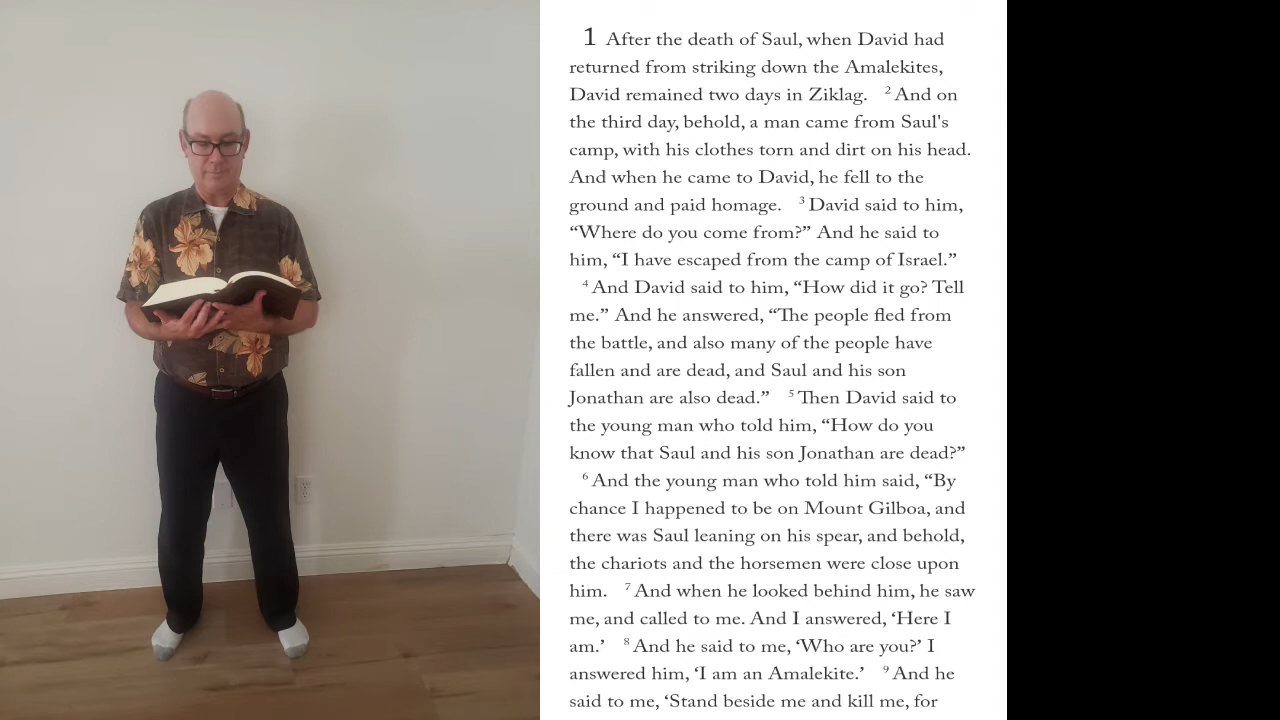 1 After the death of Saul, when David had
returned from striking down the Amalekites,
David remained two days in Ziklag. 2 And on
the third day, behold, a man came from Saul's
camp, with his clothes torn and dirt on his head.
And when he came to David, he fell to the
ground and paid homage. 3 David said to him,
“Where do you come from?” And he said to
him, “I have escaped from the camp of Israel.”
4 And David said to him, “How did it go? Tell
me.” And he answered, “The people fled from
the battle, and also many of the people have
fallen and are dead, and Saul and his son
Jonathan are also dead.” 5 Then David said to
the young man who told him, “How do you
know that Saul and his son Jonathan are dead?”
6 And the young man who told him said, “By
chance I happened to be on Mount Gilboa, and
there was Saul leaning on his spear, and behold,
the chariots and the horsemen were close upon
him. 7 And when he looked behind him, he saw
me, and called to me. And I answered, ‘Here I
am.’ 8 And he said to me, ‘Who are you?’ I
answered him, ‘I am an Amalekite.’ 9 And he
said to me, ‘Stand beside me and kill me, for